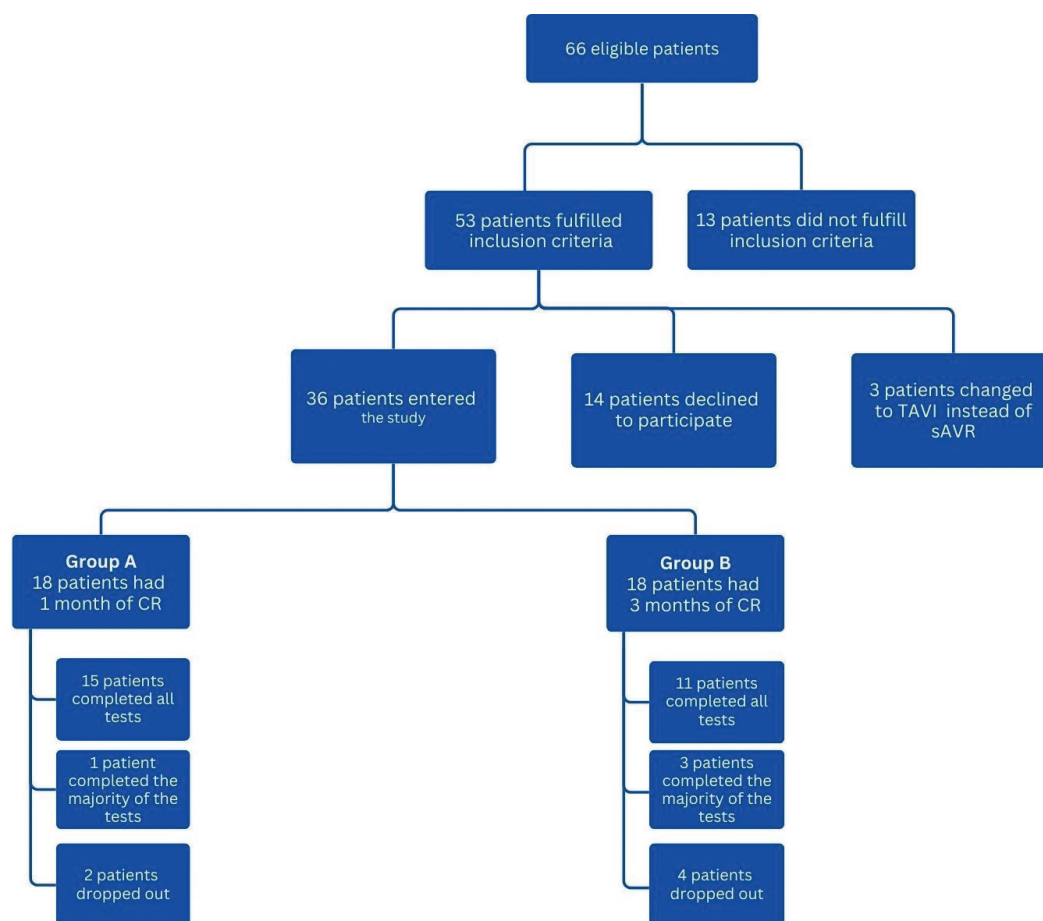 66 eligible patients
53 patients fulfilled
inclusion criteria
13 patients did not fulfill
inclusion criteria
36 patients entered
the study
14 patients declined
to participate
3 patients changed
to TAVI instead of
sAVR
Group A
18 patients had
1 month of CR
Group B
18 patients had
3 months of CR
15 patients
completed all
tests
11 patients
completed all
tests
1 patient
completed the
majority of the
tests
3 patients
completed the
majority of the
tests
2 patients
dropped out
4 patients
dropped out